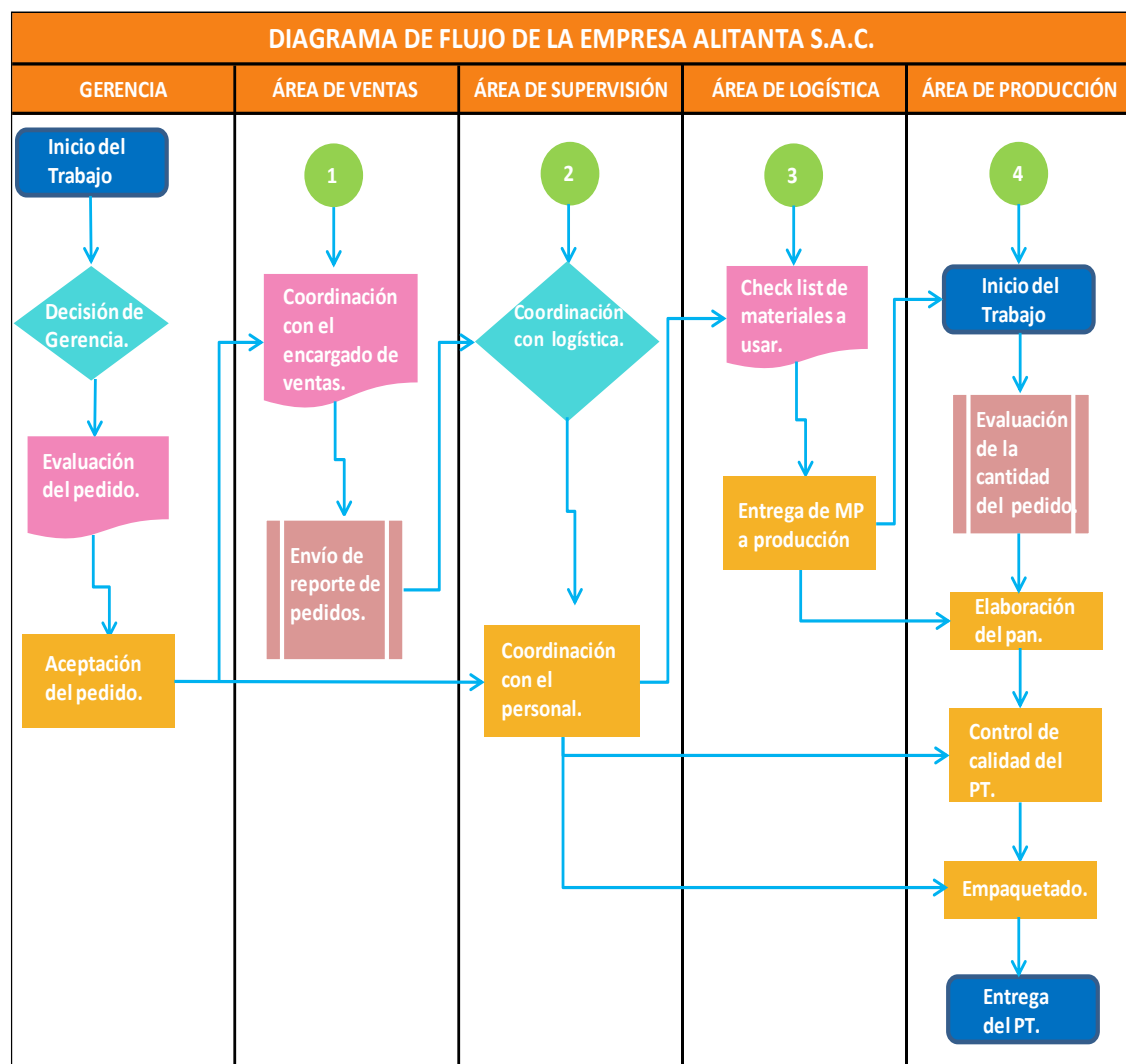 DIAGRAMA DE FLUJO DE LA EMPRESA ALITANTA S.A.C.
GERENCIA
ÁREA DE VENTAS
ÁREA DE SUPERVISIÓN
ÁREA DE LOGÍSTICA
ÁREA DE PRODUCCIÓN
Inicio del
Trabajo
Decisión de
Gerencia.
Evaluación
del pedido.
Aceptación
del pedido.
1
Coordinación
con el
encargado de
ventas.
Envío de
reporte de
pedidos.
2
Coordinación
con logística.
Coordinación
con el
personal.
3
Check list de
materiales a
usar.
Entrega de MP
a producción
4
Inicio del
Trabajo
Evaluación
de la
cantidad
del pedido.
Elaboración
del pan.
Control de
calidad del
PT.
Empaquetado.
Entrega
del PT.